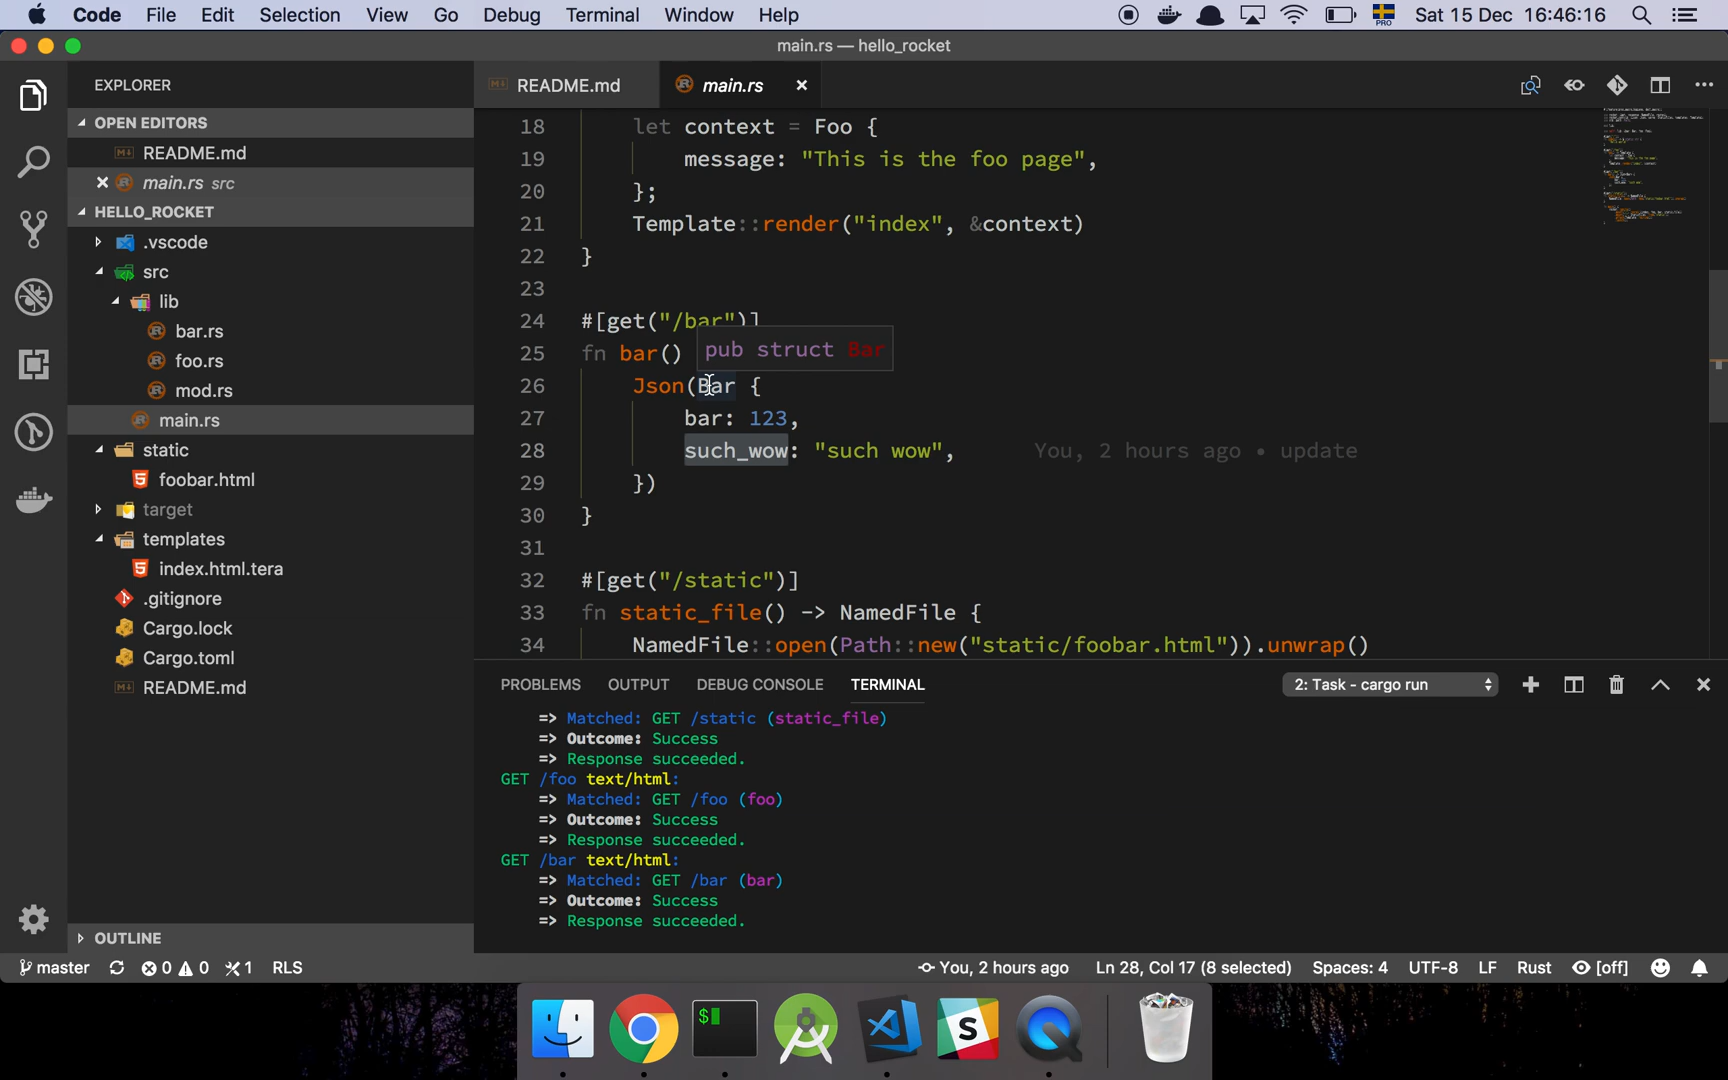 Code File Edit Selection View Go Debug Terminal Window Help PRO Sat 15 Dec 16:46:16
main.rs — hello_rocket
EXPLORER
OPEN EDITORS
README.md
main.rs src
HELLO_ROCKET
.vscode
src
lib
bar.rs
foo.rs
mod.rs
main.rs
static
foobar.html
target
templates
index.html.tera
.gitignore
Cargo.lock
Cargo.toml
README.md
OUTLINE
README.md main.rs
18 let context = Foo {
19 message: "This is the foo page",
20 };
21 Template::render("index", &context)
22 }
23
24 #[get("/bar")]
pub struct Bar
25 fn bar()
26 Json(Bar {
27 bar: 123,
28 such_wow: "such wow", You, 2 hours ago • update
29 })
30 }
31
32 #[get("/static")]
33 fn static_file() -> NamedFile {
34 NamedFile::open(Path::new("static/foobar.html")).unwrap()
PROBLEMS OUTPUT DEBUG CONSOLE TERMINAL 2: Task - cargo run
=> Matched: GET /static (static_file)
=> Outcome: Success
=> Response succeeded.
GET /foo text/html:
=> Matched: GET /foo (foo)
=> Outcome: Success
=> Response succeeded.
GET /bar text/html:
=> Matched: GET /bar (bar)
=> Outcome: Success
=> Response succeeded.
master 0 0 1 RLS You, 2 hours ago Ln 28, Col 17 (8 selected) Spaces: 4 UTF-8 LF Rust [off]
$
S